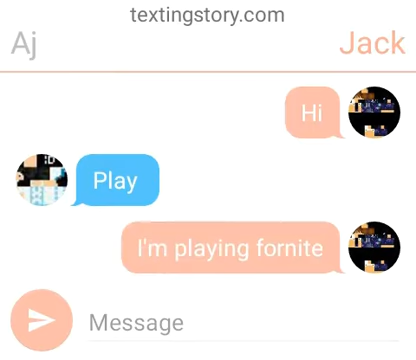 textingstory.com
Aj Jack
Hi
Play
I'm playing fornite
Message